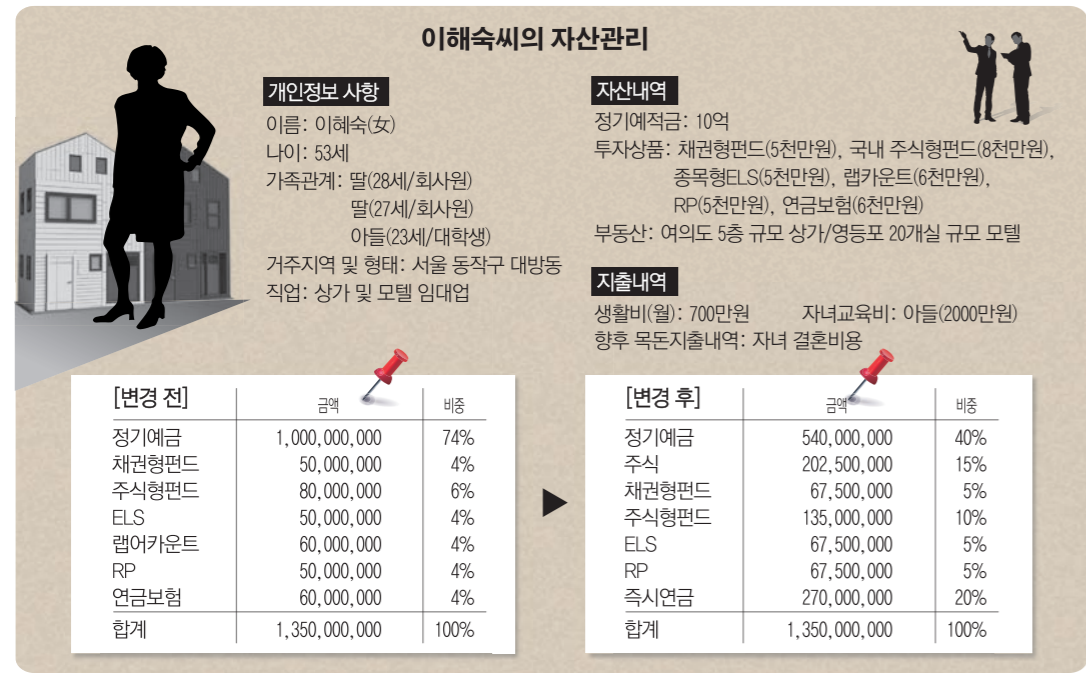 이해숙씨의 자산관리
개인정보 사항
이름: 이혜숙(女)
나이: 53세
가족관계: 딸(28세/회사원)
딸(27세/회사원)
아들(23세/대학생)
거주지역 및 형태: 서울 동작구 대방동
직업: 상가 및 모텔 임대업
자산내역
정기예적금: 10억
투자상품: 채권형펀드(5천만원), 국내 주식형펀드(8천만원),
종목형ELS(5천만원), 랩카운트(6천만원),
RP(5천만원), 연금보험(6천만원)
부동산: 여의도 5층 규모 상가/영등포 20개실 규모 모텔
지출내역
생활비(월): 700만원 자녀교육비: 아들(2000만원)
향후 목돈지출내역: 자녀 결혼비용
[변경 전] 금액 비중
정기예금 1,000,000,000 74%
채권형펀드 50,000,000 4%
주식형펀드 80,000,000 6%
ELS 50,000,000 4%
랩어카운트 60,000,000 4%
RP 50,000,000 4%
연금보험 60,000,000 4%
합계 1,350,000,000 100%
[변경 후] 금액 비중
정기예금 540,000,000 40%
주식 202,500,000 15%
채권형펀드 67,500,000 5%
주식형펀드 135,000,000 10%
ELS 67,500,000 5%
RP 67,500,000 5%
즉시연금 270,000,000 20%
합계 1,350,000,000 100%